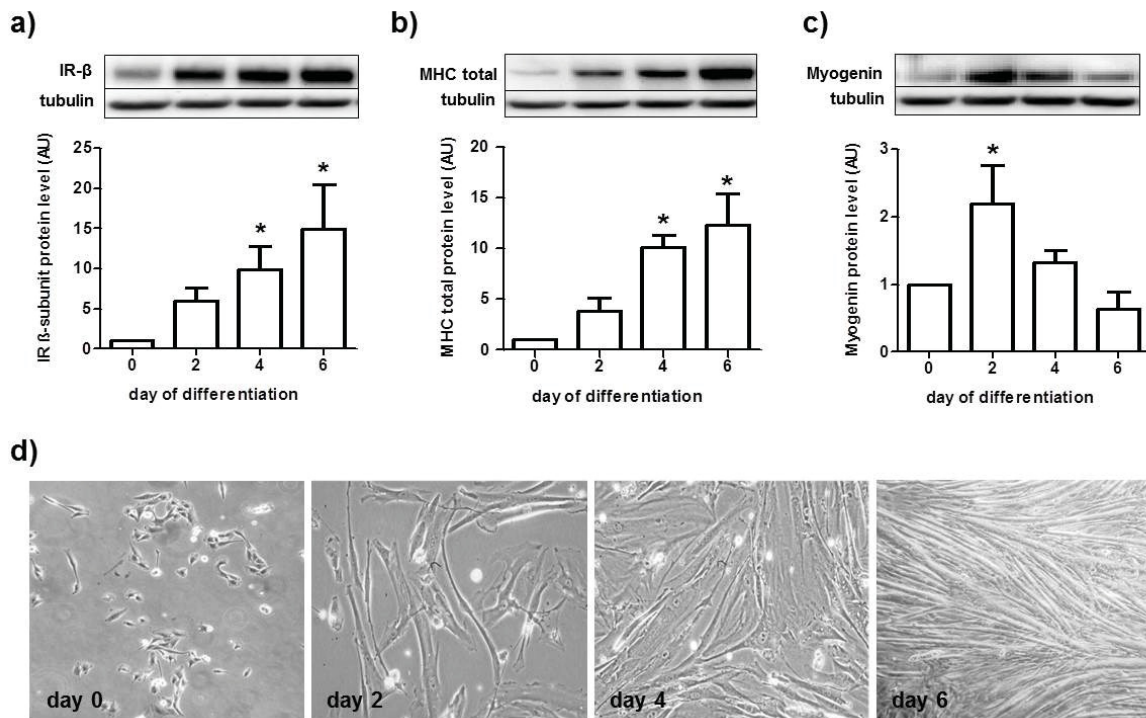 a)
IR-β
tubulin
IR ß-subunit protein level (AU)
25
20
15
10
5
0
*
*
0 2 4 6
day of differentiation
b)
MHC total
tubulin
MHC total protein level (AU)
20
15
10
5
0
*
*
0 2 4 6
day of differentiation
c)
Myogenin
tubulin
Myogenin protein level (AU)
3
2
1
0
*
0 2 4 6
day of differentiation
d)
day 0
day 2
day 4
day 6